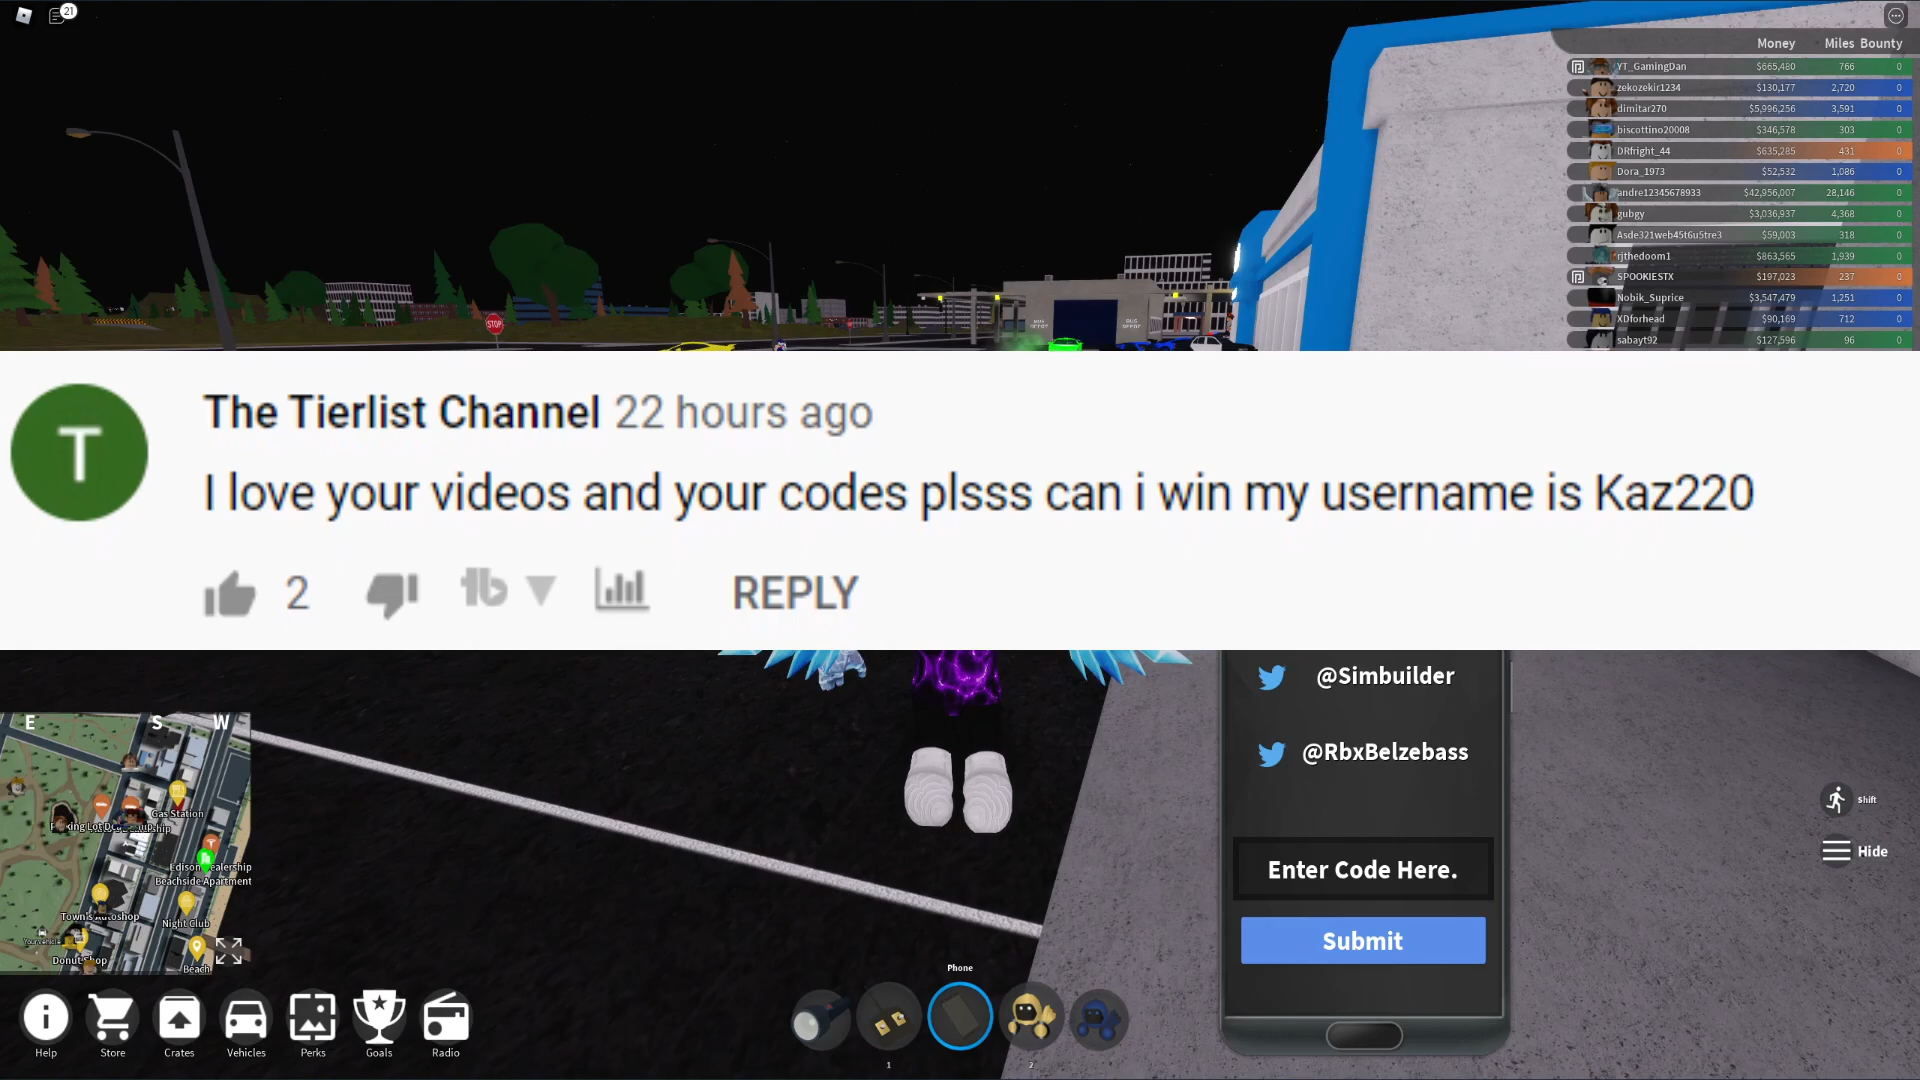 21
Money Miles Bounty
YT_GamingDan $665,480 766 0
zekozekir1234 $130,177 2,720 0
dimitar270 $5,996,256 3,591 0
biscottino20008 $346,578 303 0
DRfright_44 $635,285 431 0
Dora_1973 $52,532 1,086 0
andre12345678933 $42,956,007 28,146 0
gubgy $3,036,937 4,368 0
Asde321web45t6u5tre3 $59,003 318 0
rjthedoom1 $863,565 1,939 0
SPOOKIESTX $197,023 237 0
Nobik_Suprice $3,547,479 1,251 0
XDforhead $90,169 712 0
sabayt92 $127,596 96 0
STOP
T
The Tierlist Channel 22 hours ago
I love your videos and your codes plsss can i win my username is Kaz220
2 REPLY
@Simbuilder
@RbxBelzebass
Enter Code Here.
Submit
Shift
Hide
E S W
Gas Station
Beachside Apartment
Night Club
Donut Shop
Beach
Phone
Help Store Crates Vehicles Perks Goals Radio
1 2